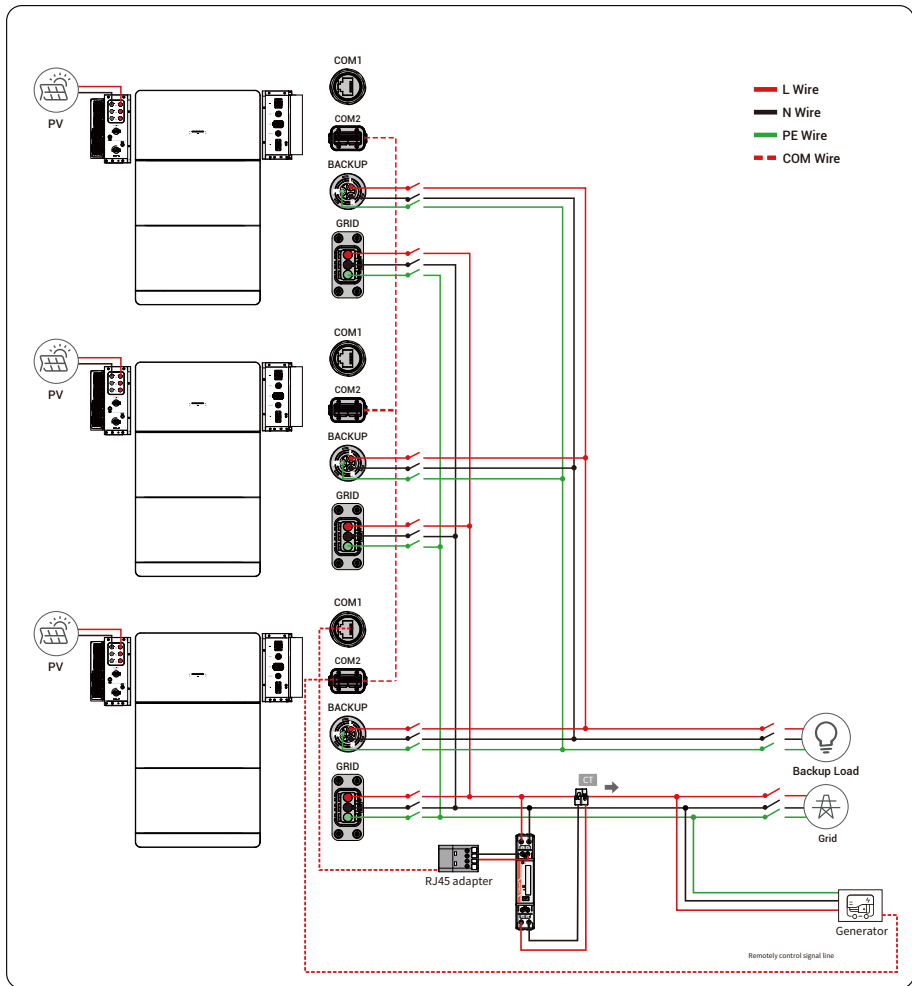 L Wire
N Wire
PE Wire
COM Wire
PV
COM1
COM2
BACKUP
GRID
PV
COM1
COM2
BACKUP
GRID
PV
COM1
COM2
BACKUP
GRID
Backup Load
CT
Grid
RJ45 adapter
Generator
Remotely control signal line